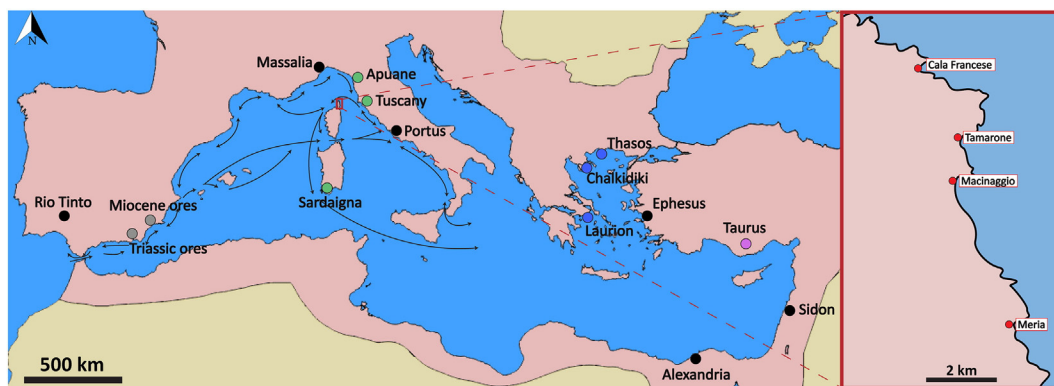 N
Massalia
Apuane
Tuscany
Portus
Thasos
Chalkidiki
Rio Tinto
Miocene ores
Sardaigna
Ephesus
Laurion
Taurus
Triassic ores
Sidon
500 km
Alexandria
Cala Francese
Tamarone
Macinaggio
Meria
2 km